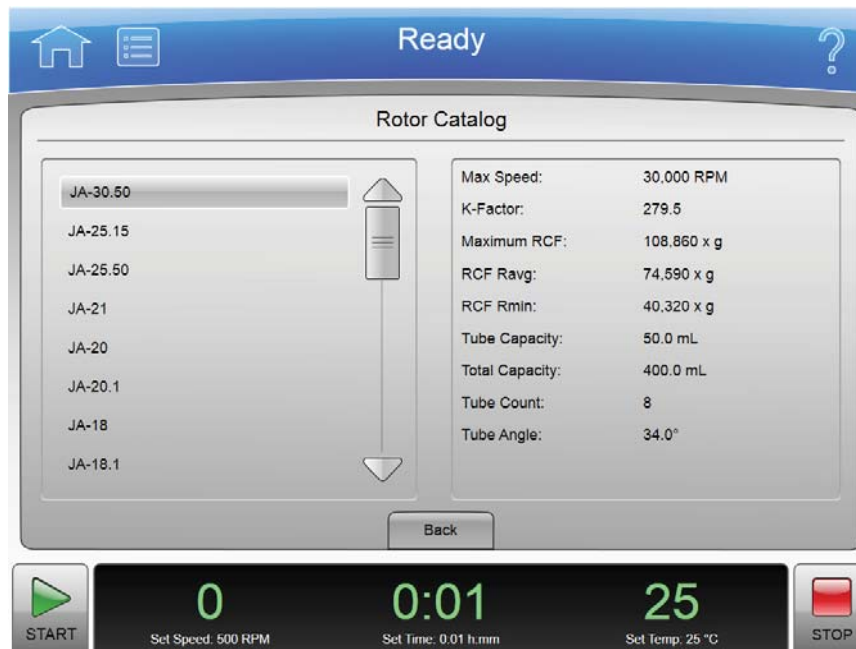 Ready
?
Rotor Catalog
JA-30.50
JA-25.15
JA-25.50
JA-21
JA-20
JA-20.1
JA-18
JA-18.1
Max Speed: 30,000 RPM
K-Factor: 279.5
Maximum RCF: 108,860 x g
RCF Ravg: 74,590 x g
RCF Rmin: 40,320 x g
Tube Capacity: 50.0 mL
Total Capacity: 400.0 mL
Tube Count: 8
Tube Angle: 34.0°
Back
START
0
Set Speed: 500 RPM
0:01
Set Time: 0.01 h:mm
25
Set Temp: 25 °C
STOP